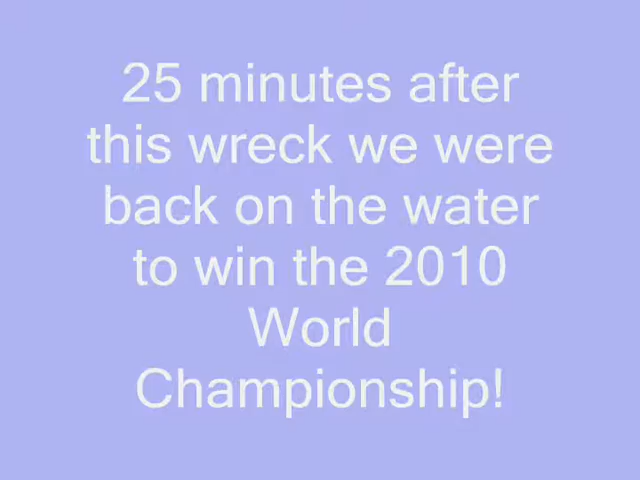 25 minutes after
this wreck we were
back on the water
to win the 2010
World
Championship!